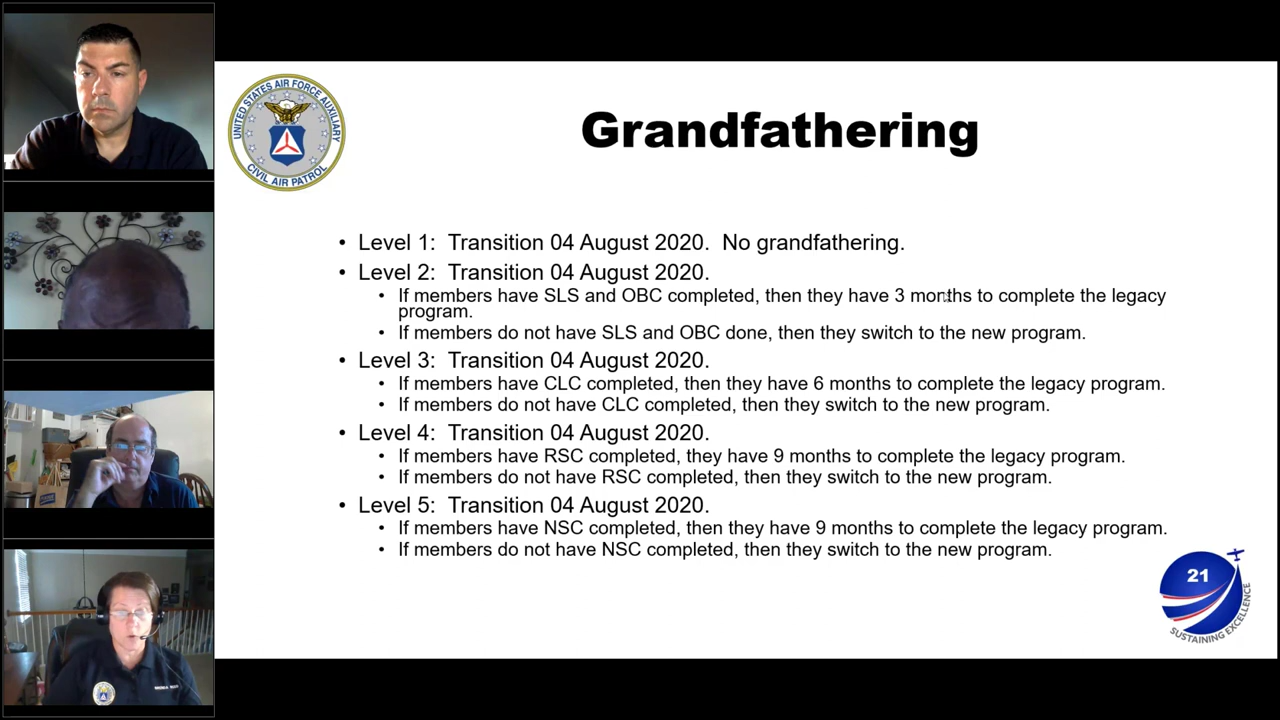 UNITED STATES AIR FORCE AUXILIARY
CIVIL AIR PATROL
Grandfathering
• Level 1: Transition 04 August 2020. No grandfathering.
• Level 2: Transition 04 August 2020.
• If members have SLS and OBC completed, then they have 3 months to complete the legacy
program.
• If members do not have SLS and OBC done, then they switch to the new program.
• Level 3: Transition 04 August 2020.
• If members have CLC completed, then they have 6 months to complete the legacy program.
• If members do not have CLC completed, then they switch to the new program.
• Level 4: Transition 04 August 2020.
• If members have RSC completed, they have 9 months to complete the legacy program.
• If members do not have RSC completed, then they switch to the new program.
• Level 5: Transition 04 August 2020.
• If members have NSC completed, then they have 9 months to complete the legacy program.
• If members do not have NSC completed, then they switch to the new program.
21
SUSTAINING EXCELLENCE